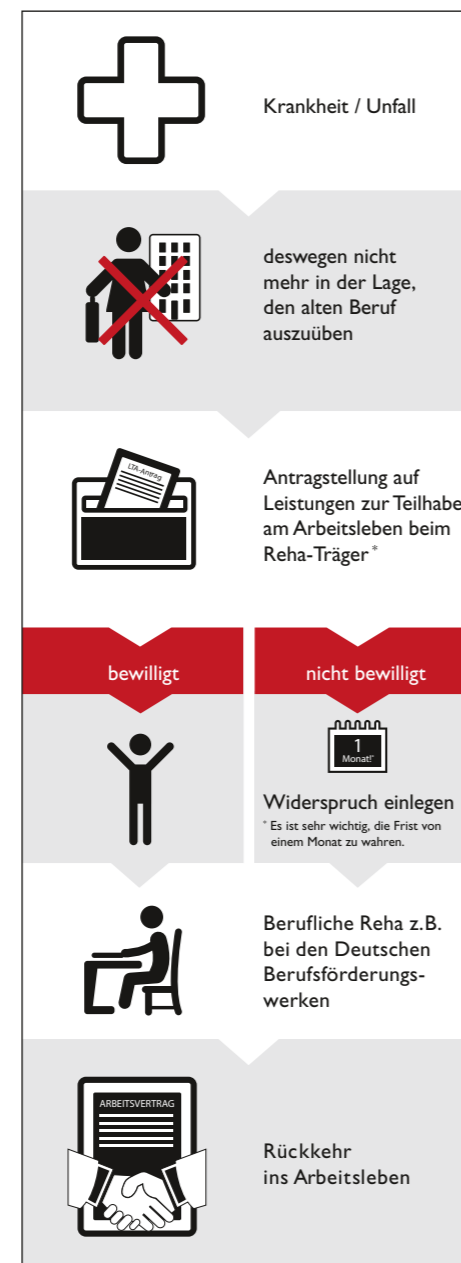 Krankheit / Unfall
deswegen nicht
mehr in der Lage,
den alten Beruf
auszuüben
LTA-Antrag
Antragstellung auf
Leistungen zur Teilhabe
am Arbeitsleben beim
Reha-Träger *
bewilligt
nicht bewilligt
1
Monat!*
Widerspruch einlegen
* Es ist sehr wichtig, die Frist von
einem Monat zu wahren.
Berufliche Reha z.B.
bei den Deutschen
Berufsförderungs-
werken
ARBEITSVERTRAG
Rückkehr
ins Arbeitsleben